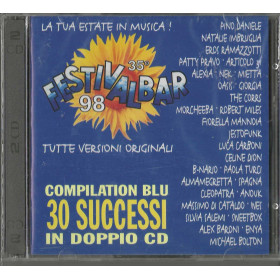 LA TUA ESTATE IN MUSICA !
35°
FESTIVALBAR
98
TUTTE VERSIONI ORIGINALI
COMPILATION BLU
30 SUCCESSI
IN DOPPIO CD
PINO DANIELE
NATALIE IMBRUGLIA
EROS RAMAZZOTTI
PATTY PRAVO · ARTICOLO 31
ALEXIA · NEK · METTA
OASIS · GIORGIA
THE CORRS
MORCHEEBA · ROBERT MILES
FIORELLA MANNOIA
JESTOFUNK
LUCA CARBONI
CELINE DION
B-NARIO · PAOLA TURCI
ALMAMEGRETTA · SPAGNA
CLEOPATRA · ANOUK
MASSIMO DI CATALDO · WES
SILVIA SALEMI · SWEETBOX
ALEX BARONI · ENYA
MICHAEL BOLTON